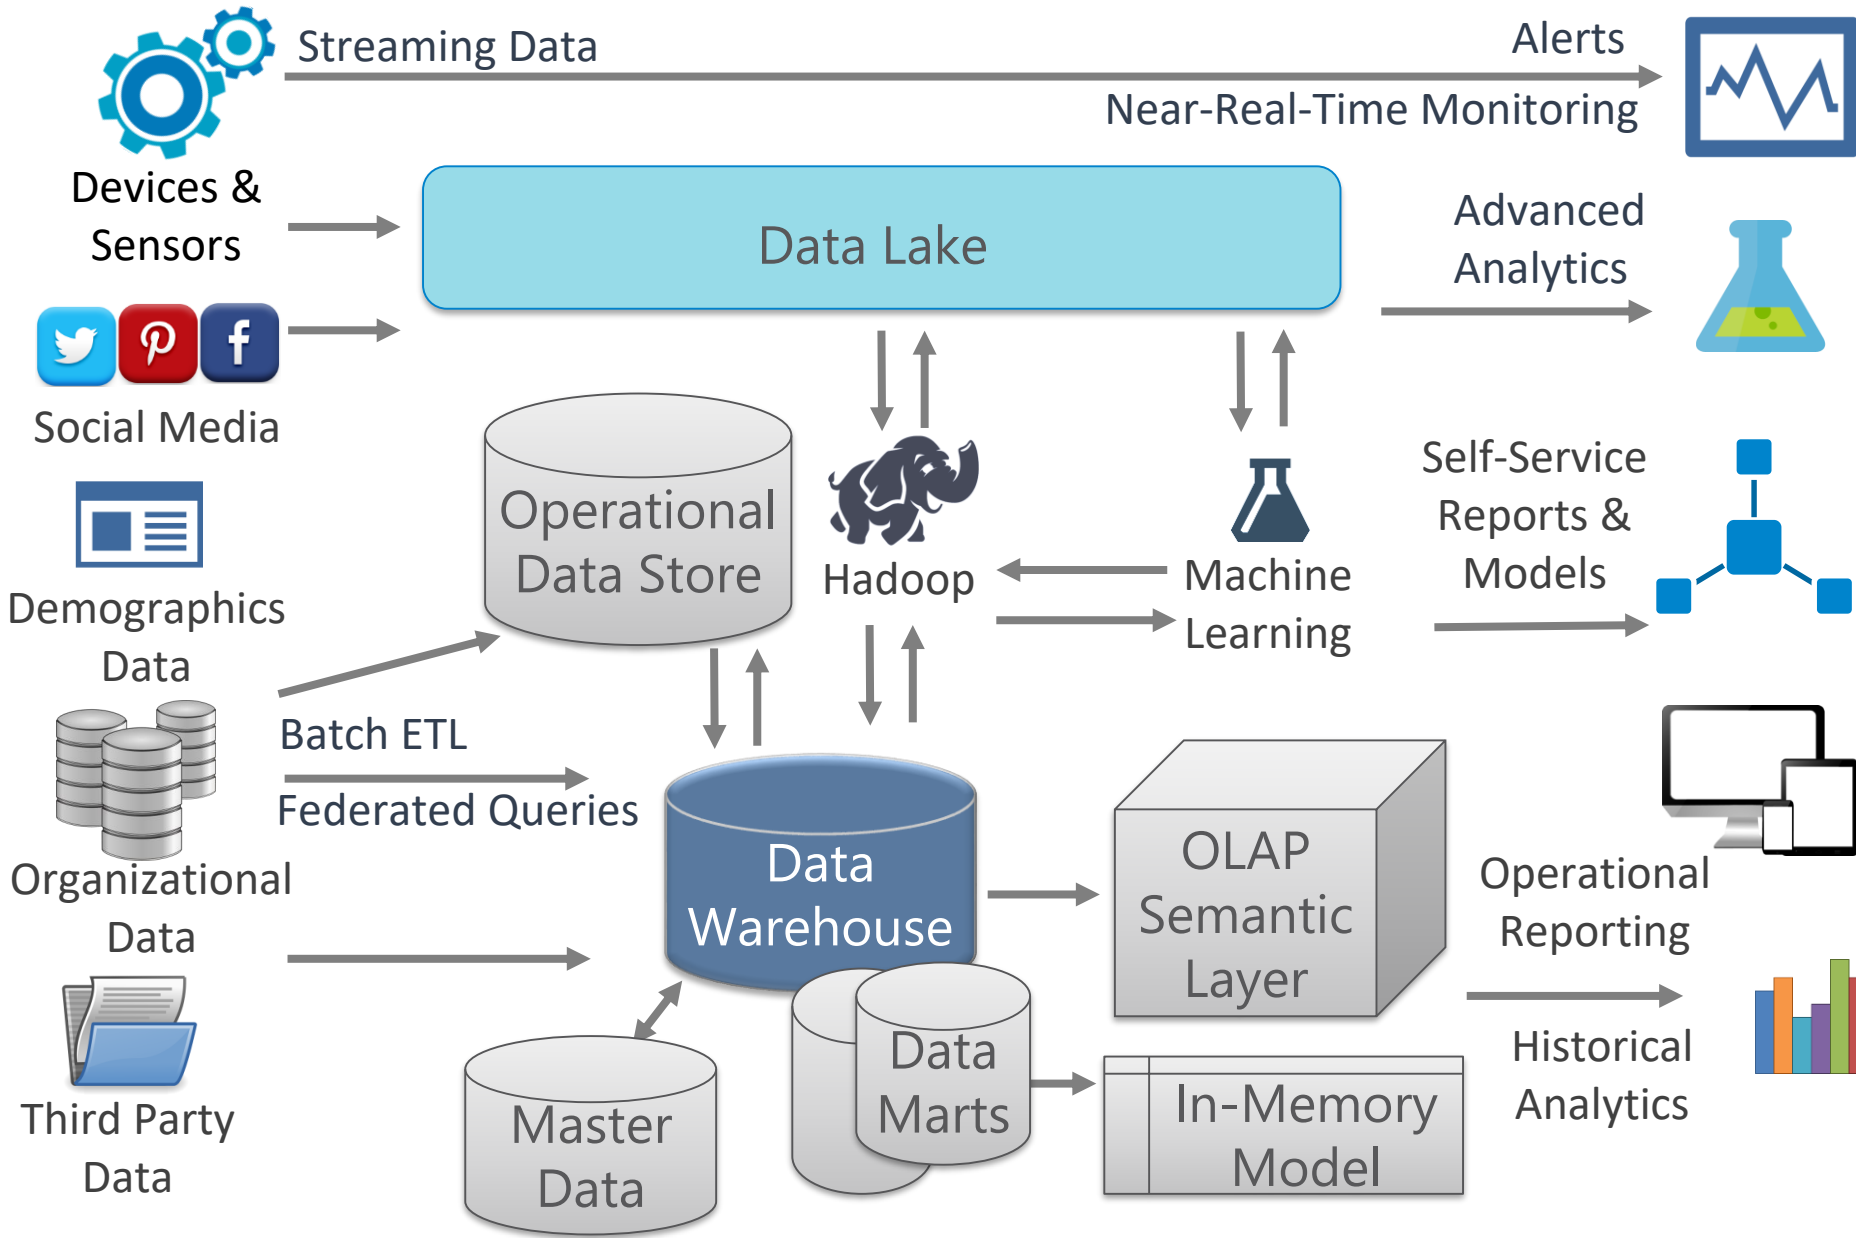 Streaming Data
Alerts
Near-Real-Time Monitoring
Devices &
Sensors
Data Lake
Advanced
Analytics
Social Media
Operational
Data Store
Hadoop
Machine
Learning
Self-Service
Reports &
Models
Demographics
Data
Batch ETL
Federated Queries
Organizational
Data
Data
Warehouse
OLAP
Semantic
Layer
Operational
Reporting
Third Party
Data
Master
Data
Data
Marts
In-Memory
Model
Historical
Analytics